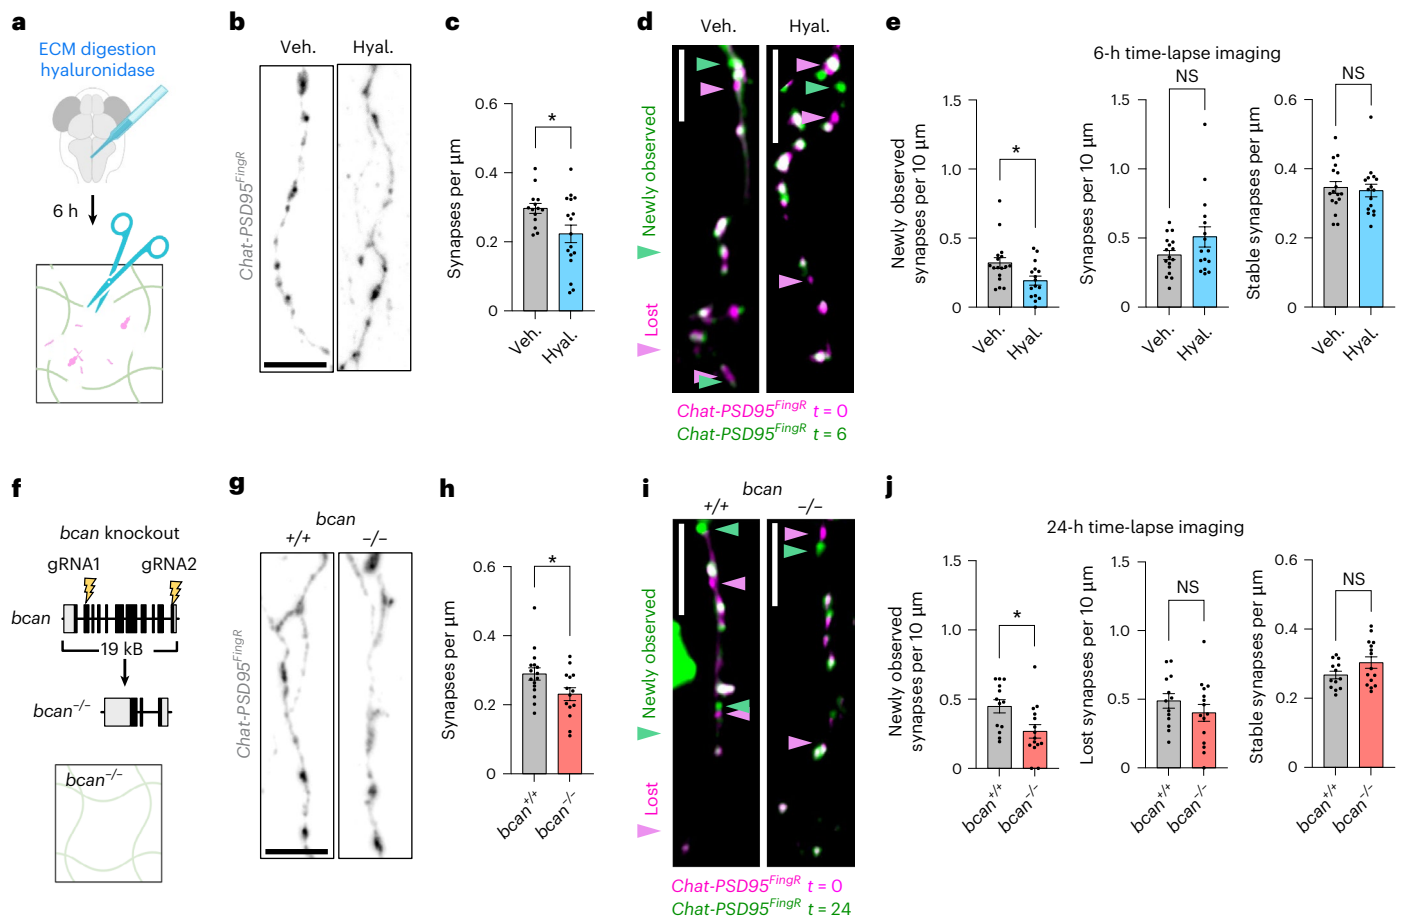 a
ECM digestion
hyaluronidase
6 h
b
Veh.
Hyal.
Chat-PSD95FingR
c
Synapses per µm
0.6
0.4
0.2
0
*
Veh.
Hyal.
d
Veh.
Hyal.
Newly observed
Lost
Chat-PSD95FingR t = 0
Chat-PSD95FingR t = 6
e
6-h time-lapse imaging
Newly observed
synapses per 10 µm
1.5
1.0
0.5
0
*
Veh.
Hyal.
Synapses per 10 µm
1.5
1.0
0.5
0
NS
Veh.
Hyal.
Stable synapses per µm
0.6
0.4
0.2
0
NS
Veh.
Hyal.
f
bcan knockout
gRNA1
gRNA2
bcan
19 kB
bcan−/−
bcan−/−
g
bcan
+/+
−/−
Chat-PSD95FingR
h
Synapses per µm
0.6
0.4
0.2
0
*
bcan+/+
bcan−/−
i
bcan
+/+
−/−
Newly observed
Lost
Chat-PSD95FingR t = 0
Chat-PSD95FingR t = 24
j
24-h time-lapse imaging
Newly observed
synapses per 10 µm
1.5
1.0
0.5
0
*
bcan+/+
bcan−/−
Lost synapses per 10 µm
1.5
1.0
0.5
0
NS
bcan+/+
bcan−/−
Stable synapses per µm
0.6
0.4
0.2
0
NS
bcan+/+
bcan−/−